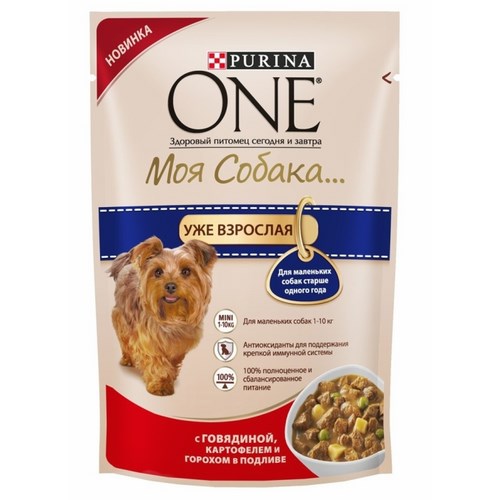 НОВИНКА
PURINA
ONE®
Здоровый питомец сегодня и завтра
Моя Собака...
УЖЕ ВЗРОСЛАЯ
Для маленьких
собак старше
одного года
MINI
1-10КG
Для маленьких собак 1-10 кг
Антиоксиданты для поддержания
крепкой иммунной системы
100%
100% полноценное и
сбалансированное
питание
с ГОВЯДИНОЙ,
КАРТОФЕЛЕМ и
ГОРОХОМ в ПОДЛИВЕ